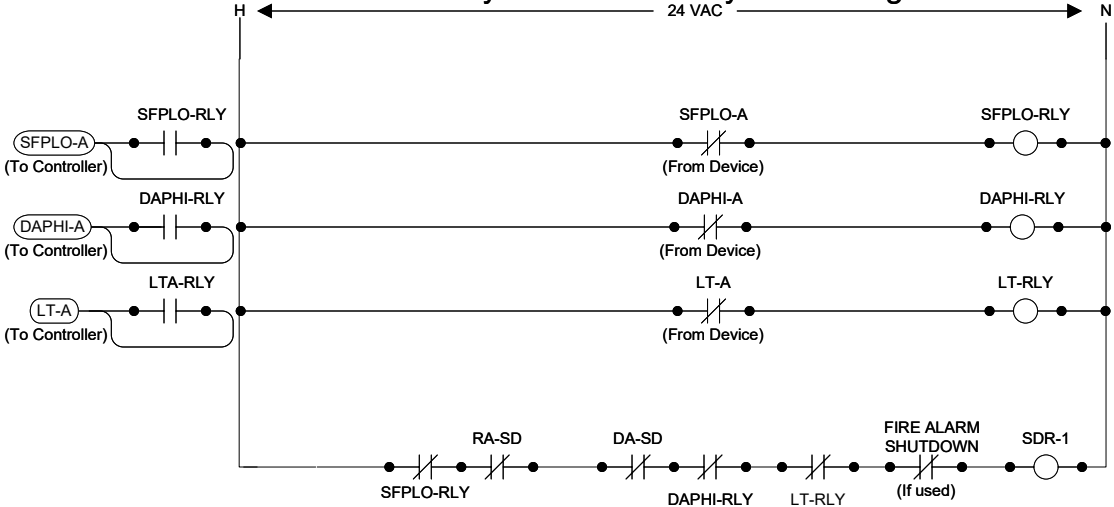 H
24 VAC
N
SFPLO-RLY
SFPLO-A
SFPLO-RLY
SFPLO-A
(To Controller)
(From Device)
DAPHI-RLY
DAPHI-A
DAPHI-RLY
DAPHI-A
(To Controller)
(From Device)
LTA-RLY
LT-A
LT-RLY
LT-A
(To Controller)
(From Device)
RA-SD
DA-SD
FIRE ALARM
SHUTDOWN
SDR-1
SFPLO-RLY
DAPHI-RLY
LT-RLY
(If used)